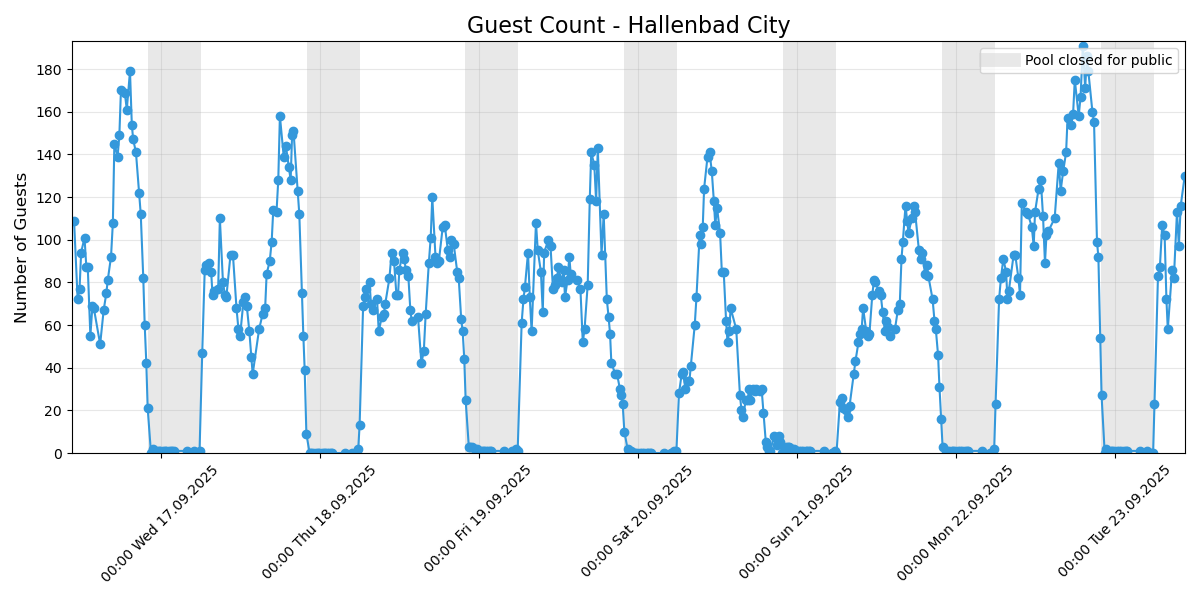 Guest Count - Hallenbad City
Pool closed for public
Number of Guests
180
160
140
120
100
80
60
40
20
0
00:00 Wed 17.09.2025
00:00 Thu 18.09.2025
00:00 Fri 19.09.2025
00:00 Sat 20.09.2025
00:00 Sun 21.09.2025
00:00 Mon 22.09.2025
00:00 Tue 23.09.2025